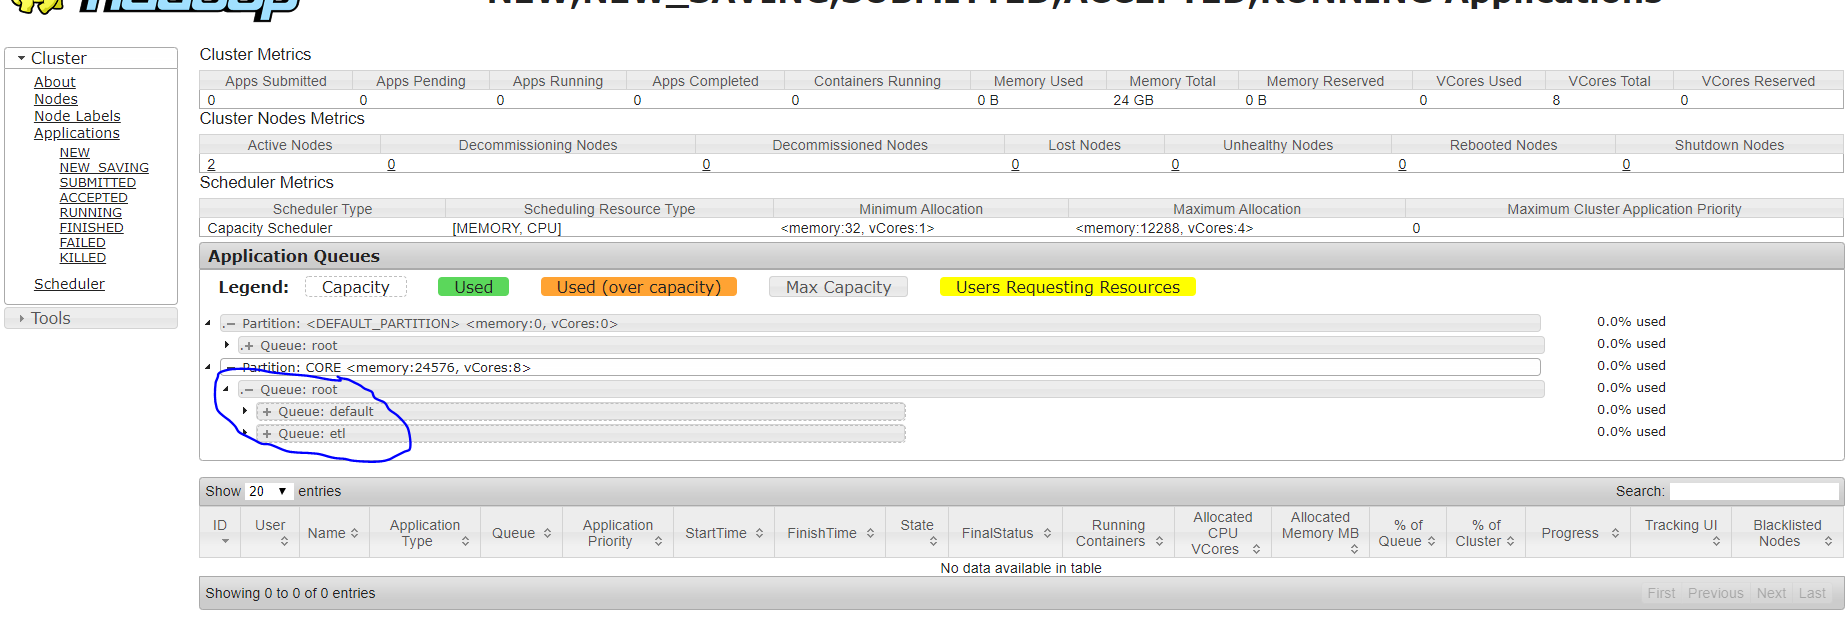 hadoop
NEW,NEW_SAVING,SUBMITTED,ACCEPTED,RUNNING Applications
Cluster
About
Nodes
Node Labels
Applications
NEW
NEW_SAVING
SUBMITTED
ACCEPTED
RUNNING
FINISHED
FAILED
KILLED
Scheduler
Tools
Cluster Metrics
Apps Submitted Apps Pending Apps Running Apps Completed Containers Running Memory Used Memory Total Memory Reserved VCores Used VCores Total VCores Reserved
0 0 0 0 0 0 B 24 GB 0 B 0 8 0
Cluster Nodes Metrics
Active Nodes Decommissioning Nodes Decommissioned Nodes Lost Nodes Unhealthy Nodes Rebooted Nodes Shutdown Nodes
2 0 0 0 0 0 0
Scheduler Metrics
Scheduler Type Scheduling Resource Type Minimum Allocation Maximum Allocation Maximum Cluster Application Priority
Capacity Scheduler [MEMORY, CPU] <memory:32, vCores:1> <memory:12288, vCores:4> 0
Application Queues
Legend: Capacity Used Used (over capacity) Max Capacity Users Requesting Resources
.− Partition: <DEFAULT_PARTITION> <memory:0, vCores:0> 0.0% used
.+ Queue: root 0.0% used
− Partition: CORE <memory:24576, vCores:8> 0.0% used
.− Queue: root 0.0% used
+ Queue: default 0.0% used
+ Queue: etl 0.0% used
Show 20 entries Search:
ID User Name Application Type Queue Application Priority StartTime FinishTime State FinalStatus Running Containers Allocated CPU VCores Allocated Memory MB % of Queue % of Cluster Progress Tracking UI Blacklisted Nodes
No data available in table
Showing 0 to 0 of 0 entries First Previous Next Last